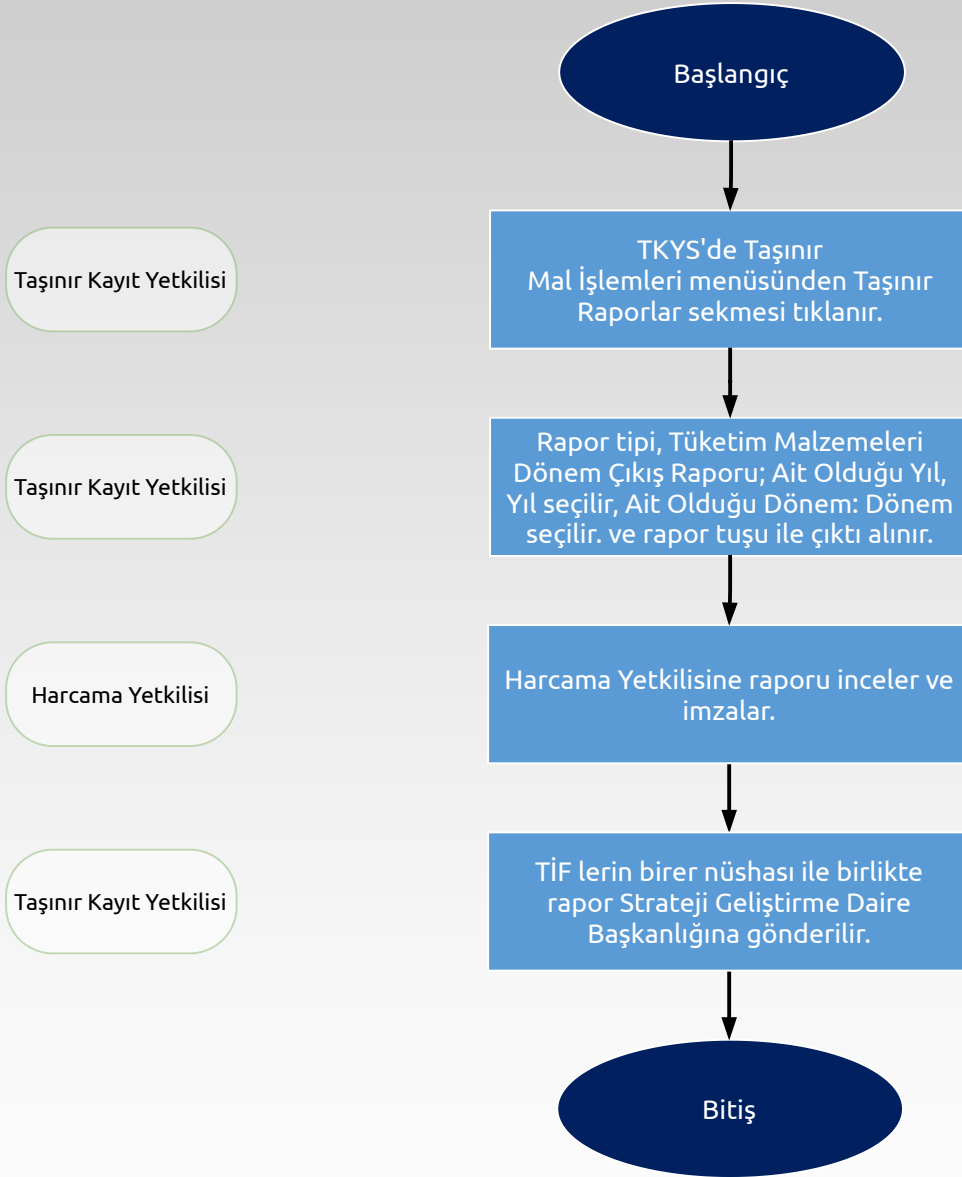 Başlangıç
Taşınır Kayıt Yetkilisi
TKYS'de Taşınır
Mal İşlemleri menüsünden Taşınır
Raporlar sekmesi tıklanır.
Taşınır Kayıt Yetkilisi
Rapor tipi, Tüketim Malzemeleri
Dönem Çıkış Raporu; Ait Olduğu Yıl,
Yıl seçilir, Ait Olduğu Dönem: Dönem
seçilir. ve rapor tuşu ile çıktı alınır.
Harcama Yetkilisi
Harcama Yetkilisine raporu inceler ve
imzalar.
Taşınır Kayıt Yetkilisi
TİF lerin birer nüshası ile birlikte
rapor Strateji Geliştirme Daire
Başkanlığına gönderilir.
Bitiş